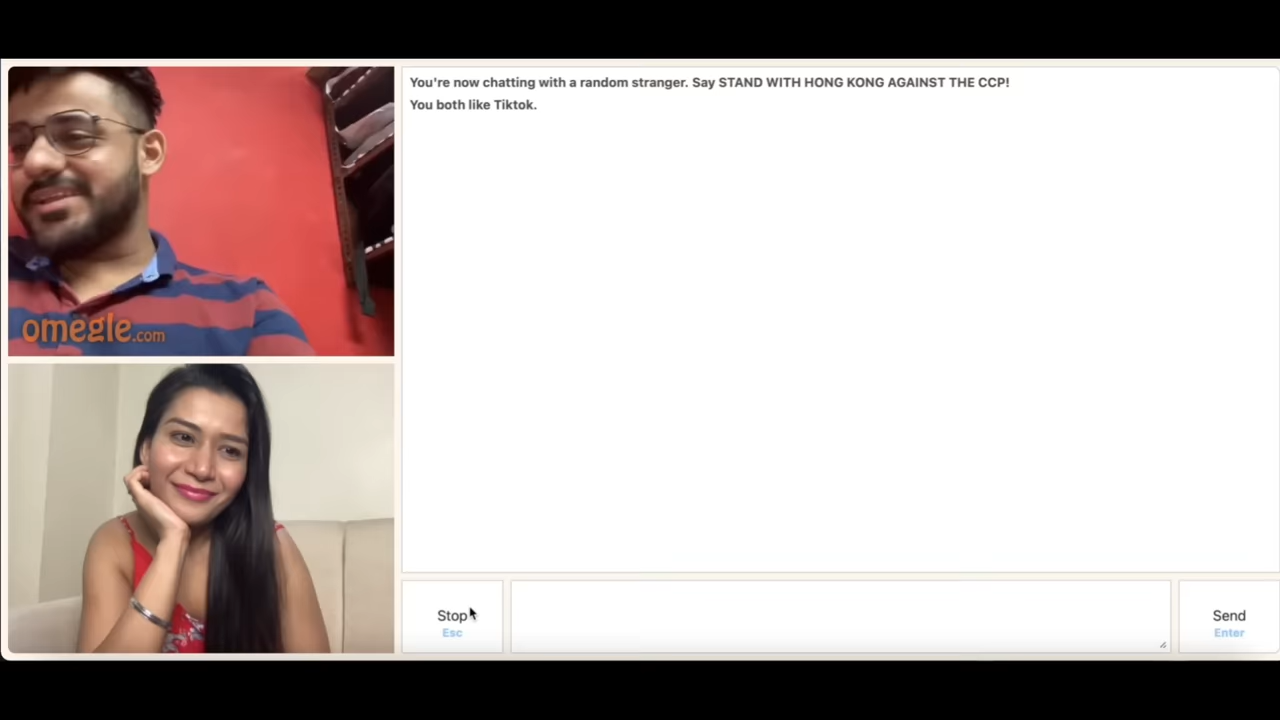 You're now chatting with a random stranger. Say STAND WITH HONG KONG AGAINST THE CCP!
You both like Tiktok.
omegle.com
Stop
Esc
Send
Enter